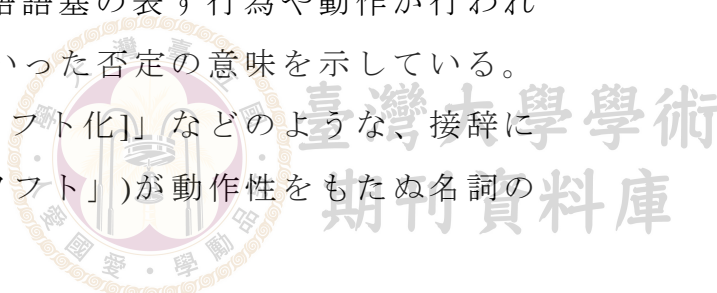 語語基の表す行為や動作が行われ
いった否定の意味を示している。
フト化]」などのような、接辞に
ソフト」)が動作性をもたぬ名詞の
臺灣大學學術
期刊資料庫